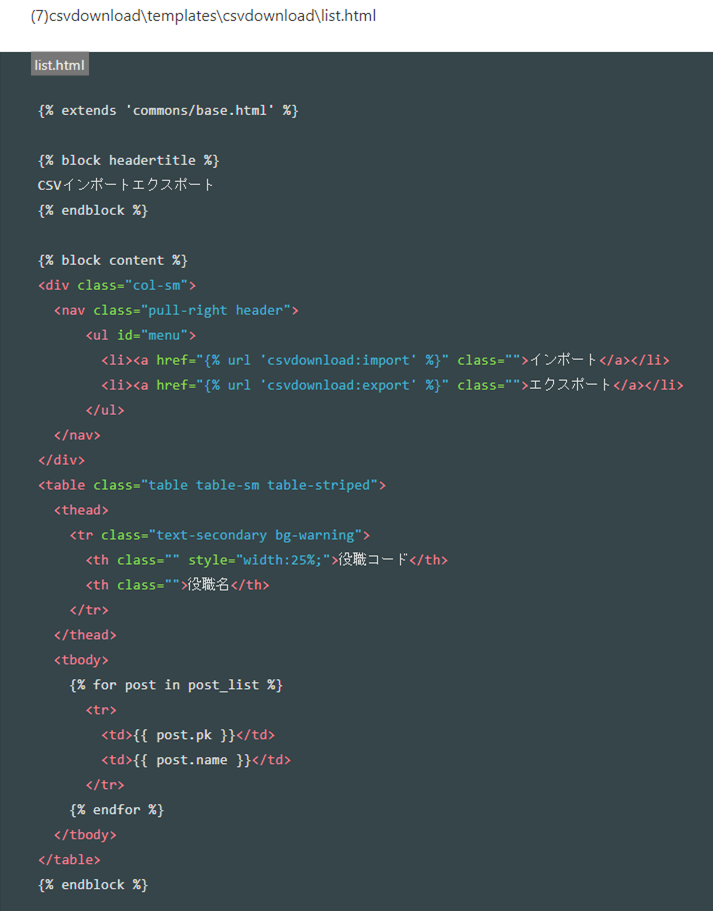 (7)csvdownload\templates\csvdownload\list.html
list.html
{% extends 'commons/base.html' %}
{% block headertitle %}
CSVインポートエクスポート
{% endblock %}
{% block content %}
<div class="col-sm">
<nav class="pull-right header">
<ul id="menu">
<li><a href="{% url 'csvdownload:import' %}" class="">インポート</a></li>
<li><a href="{% url 'csvdownload:export' %}" class="">エクスポート</a></li>
</ul>
</nav>
</div>
<table class="table table-sm table-striped">
<thead>
<tr class="text-secondary bg-warning">
<th class="" style="width:25%;">役職コード</th>
<th class="">役職名</th>
</tr>
</thead>
<tbody>
{% for post in post_list %}
<tr>
<td>{{ post.pk }}</td>
<td>{{ post.name }}</td>
</tr>
{% endfor %}
</tbody>
</table>
{% endblock %}